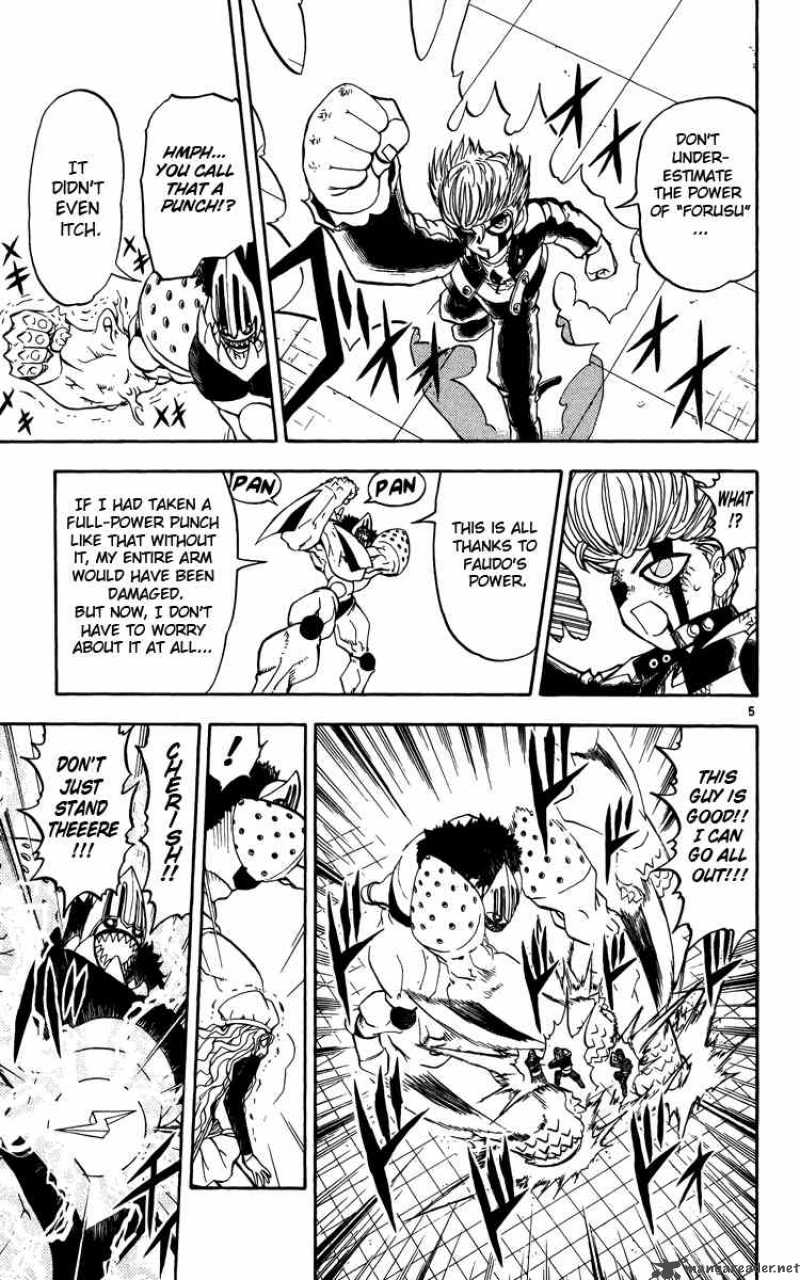 DON'T
UNDER-
ESTIMATE
THE POWER
OF "FORUSU"
...
HMPH...
YOU CALL
THAT A
PUNCH!?
IT
DIDN'T
EVEN
ITCH.
WHAT
!?
THIS IS ALL
THANKS TO
FAUDO'S
POWER.
PAN
PAN
IF I HAD TAKEN A
FULL-POWER PUNCH
LIKE THAT WITHOUT
IT, MY ENTIRE ARM
WOULD HAVE BEEN
DAMAGED.
BUT NOW, I DON'T
HAVE TO WORRY
ABOUT IT AT ALL...
5
THIS
GUY IS
GOOD!!
I CAN
GO ALL
OUT!!!
!
CHERISH!!
DON'T
JUST
STAND
THEEERE
!!!
mangareader.net